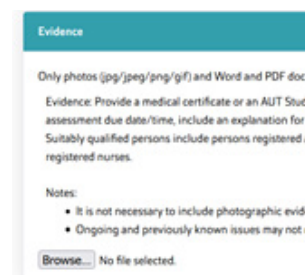 Evidence
Only photos (jpg/jpeg/png/gif) and Word and PDF doc
Evidence: Provide a medical certificate or an AUT Stud
assessment due date/time, include an explanation for
Suitably qualified persons include persons registered
registered nurses.
Notes:
• It is not necessary to include photographic evid
• Ongoing and previously known issues may not
Browse... No file selected.